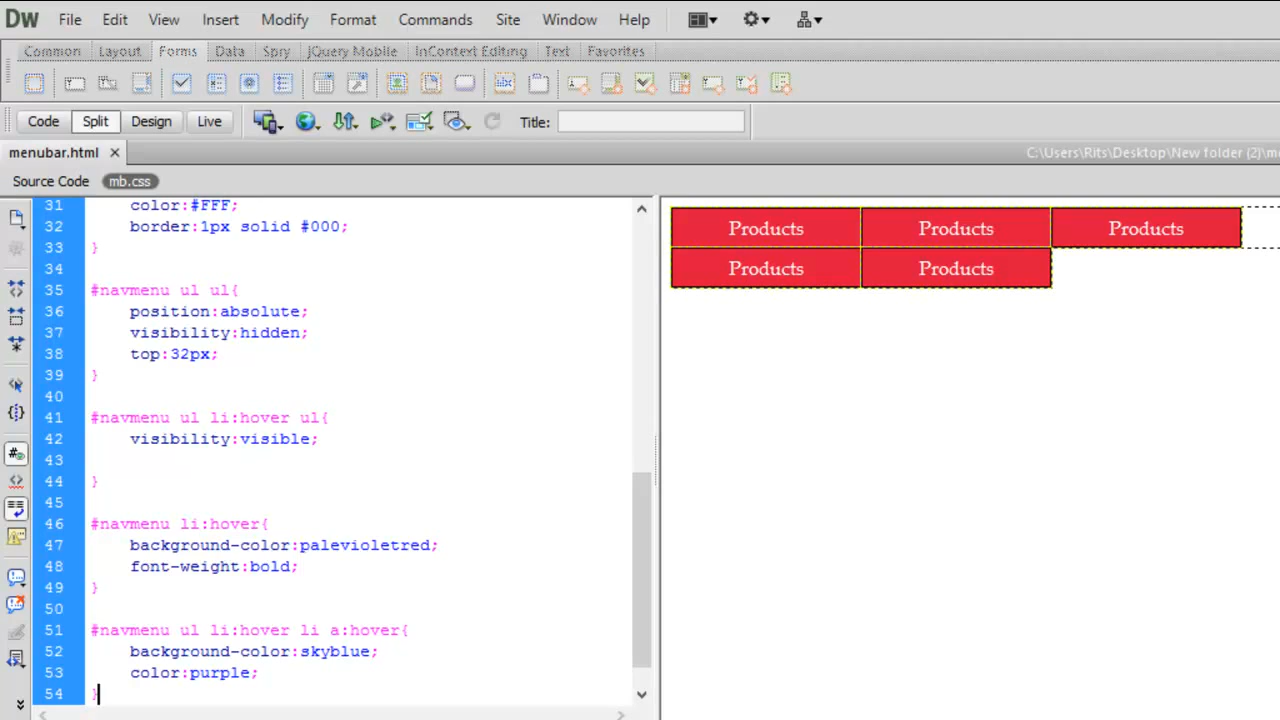 Dw File Edit View Insert Modify Format Commands Site Window Help
Common Layout Forms Data Spry jQuery Mobile InContext Editing Text Favorites
Code Split Design Live Title:
menubar.html
C:\Users\Rits\Desktop\New folder (2)\m
Source Code mb.css
31 color:#FFF;
32 border:1px solid #000;
33 }
34
35 #navmenu ul ul{
36 position:absolute;
37 visibility:hidden;
38 top:32px;
39 }
40
41 #navmenu ul li:hover ul{
42 visibility:visible;
43
44 }
45
46 #navmenu li:hover{
47 background-color:palevioletred;
48 font-weight:bold;
49 }
50
51 #navmenu ul li:hover li a:hover{
52 background-color:skyblue;
53 color:purple;
54 }
Products Products Products
Products Products